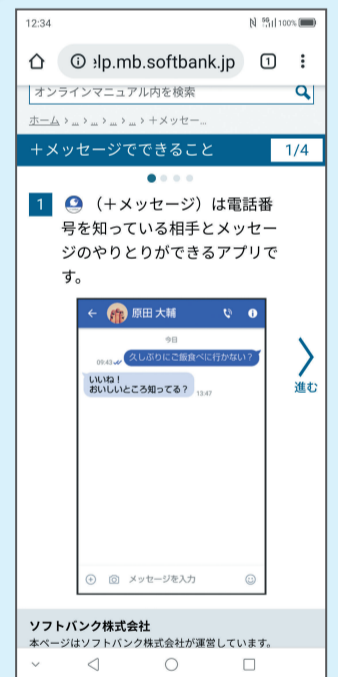 12:34
100%
elp.mb.softbank.jp
1
オンラインマニュアル内を検索
ホーム > ... > ... > ... > ... > ＋メッセー...
＋メッセージでできること 1/4
1 （＋メッセージ）は電話番
号を知っている相手とメッセー
ジのやりとりができるアプリで
す。
原田 大輔
今日
09:43 久しぶりにご飯食べに行かない？
いいね！
おいしいところ知ってる？ 13:47
進む
メッセージを入力
ソフトバンク株式会社
本ページはソフトバンク株式会社が運営しています。